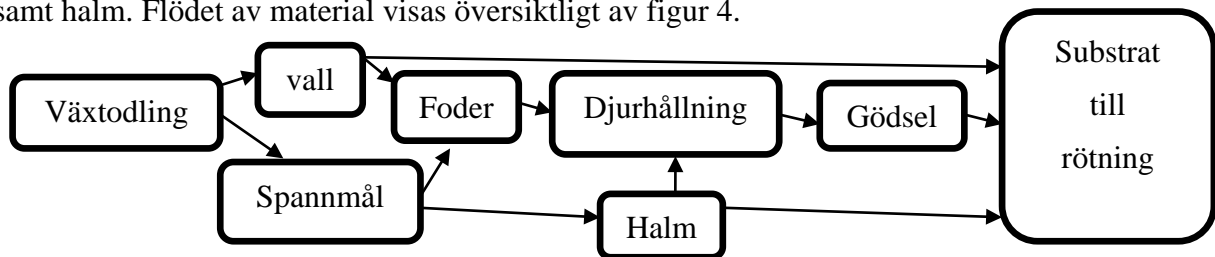 samt halm. Flödet av material visas översiktligt av figur 4.
Växtodling
vall
Spannmål
Foder
Djurhållning
Halm
Gödsel
Substrat
till
rötning